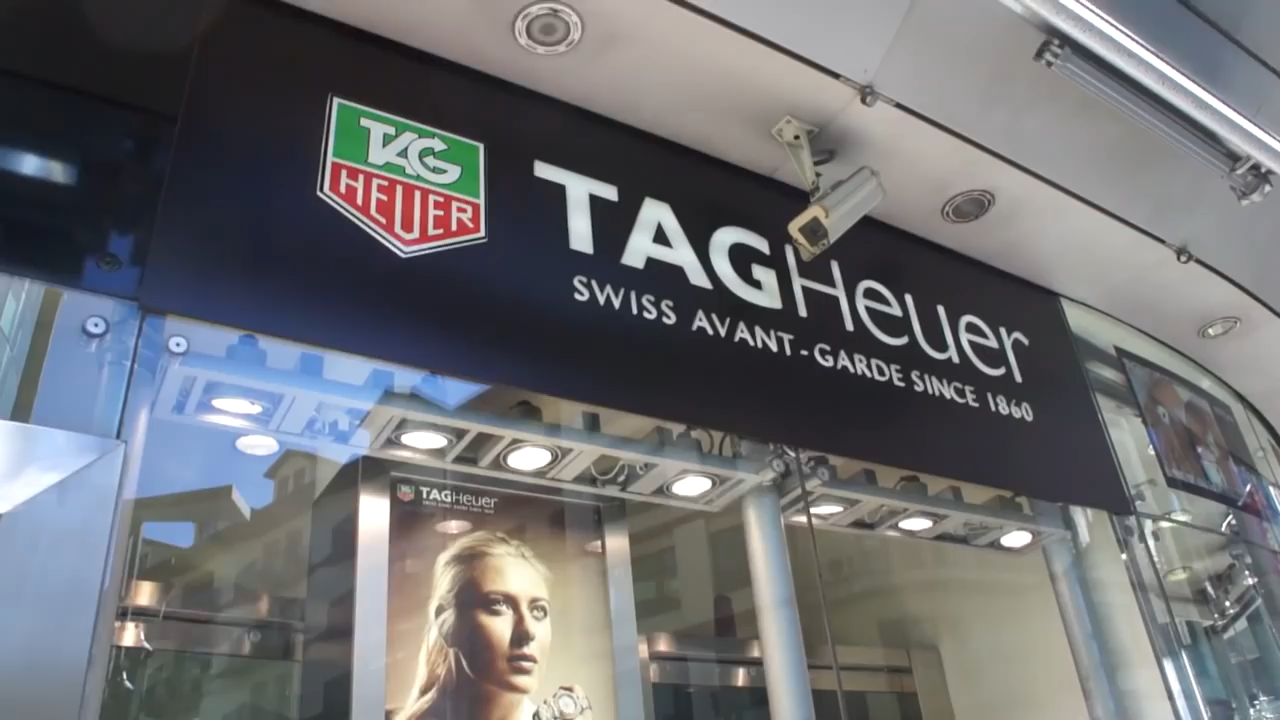 TAG
HEUER
TAGHeuer
SWISS AVANT-GARDE SINCE 1860
TAGHeuer